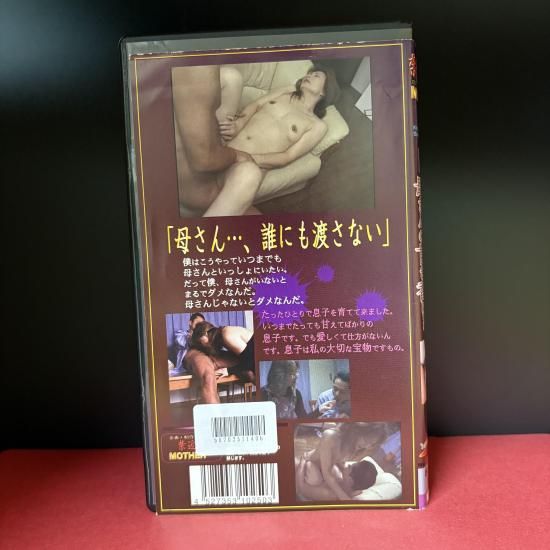 「母さん…、誰にも渡さない」
僕はこうやっていつまでも
母さんといっしょにいたい。
だって僕、母さんがいないと
まるでダメなんだ。
母さんじゃないとダメなんだ。
たったひとりで息子を育てて来ました。
いつまでたっても甘えてばかりの
息子です。でも愛しくて仕方がないん
です。息子は私の大切な宝物ですもの。
MOTHER
4 527353 102503